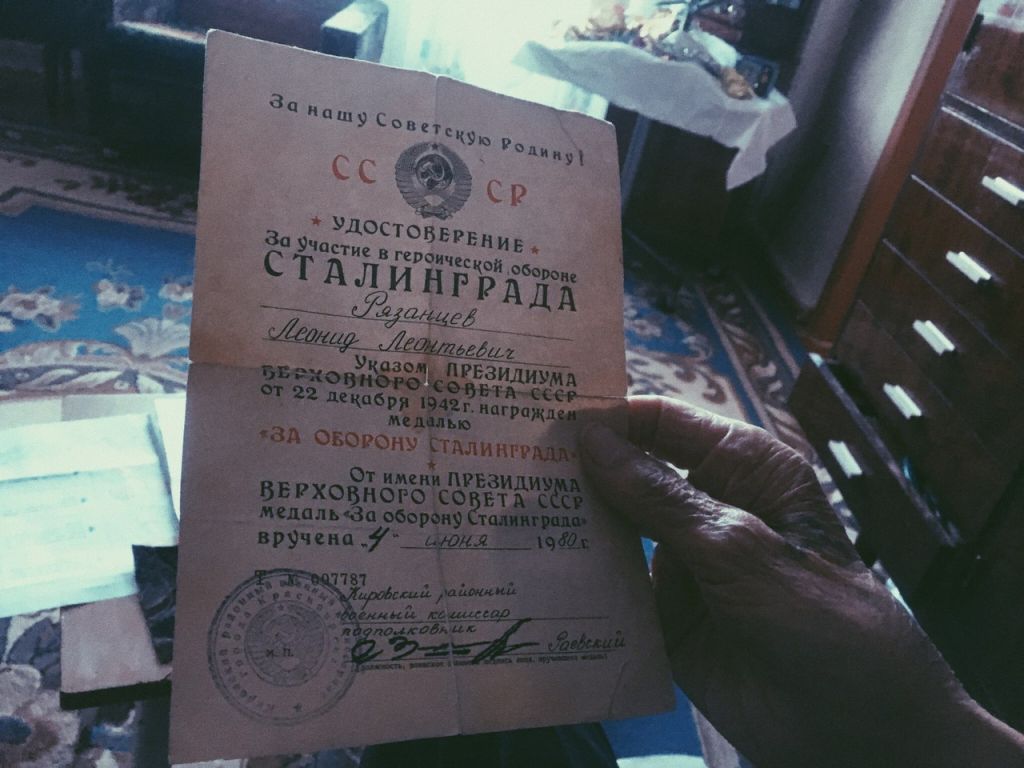 За нашу Советскую Родину!
СС СР
УДОСТОВЕРЕНИЕ
За участие в героической обороне
СТАЛИНГРАДА
Рязанцев
Леонид Леонтьевич
Указом ПРЕЗИДИУМА
ВЕРХОВНОГО СОВЕТА СССР
от 22 декабря 1942 г. награжден
медалью
«ЗА ОБОРОНУ СТАЛИНГРАДА»
От имени ПРЕЗИДИУМА
ВЕРХОВНОГО СОВЕТА СССР
медаль «За оборону Сталинграда»
вручена „4" июня 1980 г.
Т № 007787
Кировский районный
военный комиссар
подполковник
Раевский
М. П.